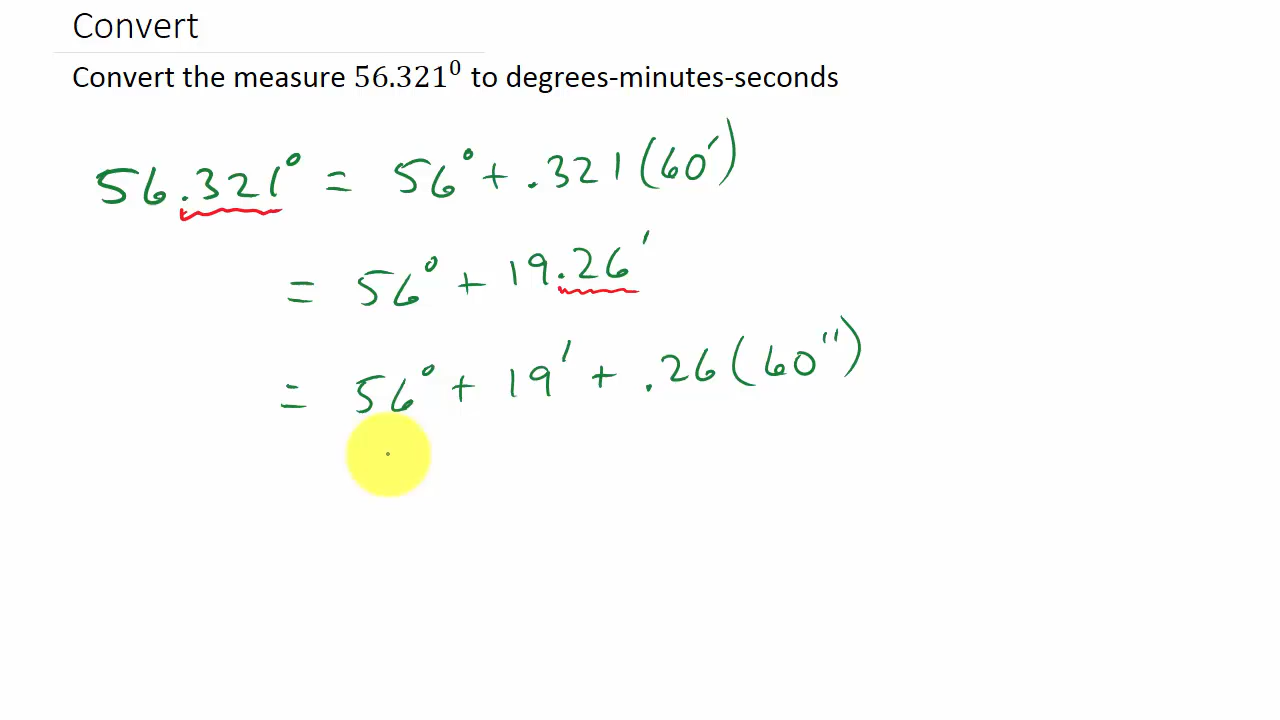 Convert
Convert the measure 56.321⁰ to degrees-minutes-seconds
56.321° = 56° + .321(60′)
= 56° + 19.26′
= 56° + 19′ + .26(60″)